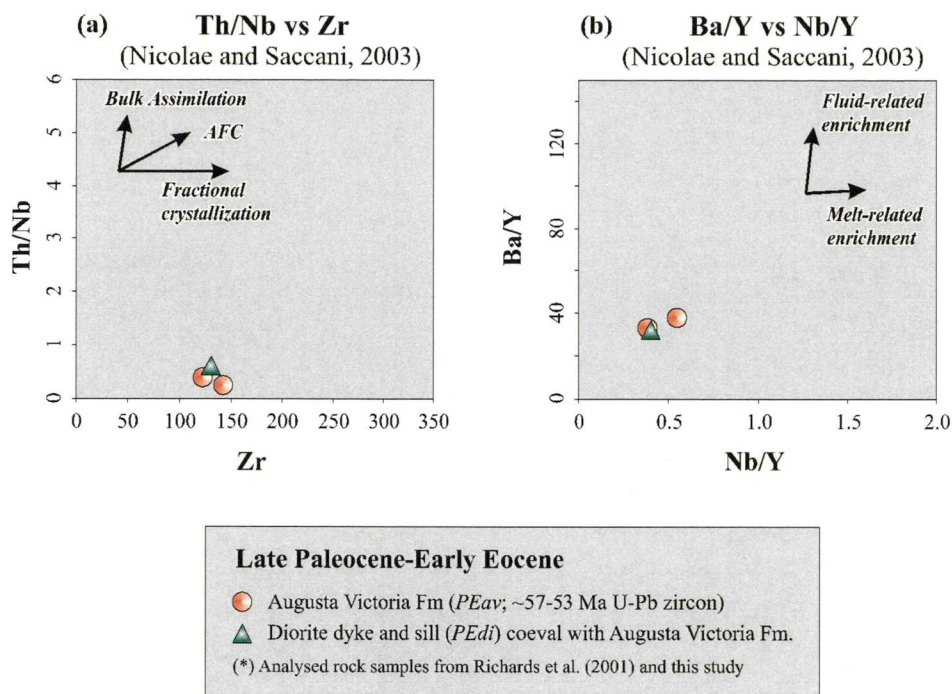 (a) Th/Nb vs Zr
(Nicolae and Saccani, 2003)
6
5
4
3
2
1
0
Th/Nb
Bulk Assimilation
AFC
Fractional
crystallization
0 50 100 150 200 250 300 350
Zr
(b) Ba/Y vs Nb/Y
(Nicolae and Saccani, 2003)
120
80
40
0
Ba/Y
Fluid-related
enrichment
Melt-related
enrichment
0 0.5 1.0 1.5 2.0
Nb/Y
Late Paleocene-Early Eocene
Augusta Victoria Fm (PEav; ~57-53 Ma U-Pb zircon)
Diorite dyke and sill (PEdi) coeval with Augusta Victoria Fm.
(*) Analysed rock samples from Richards et al. (2001) and this study